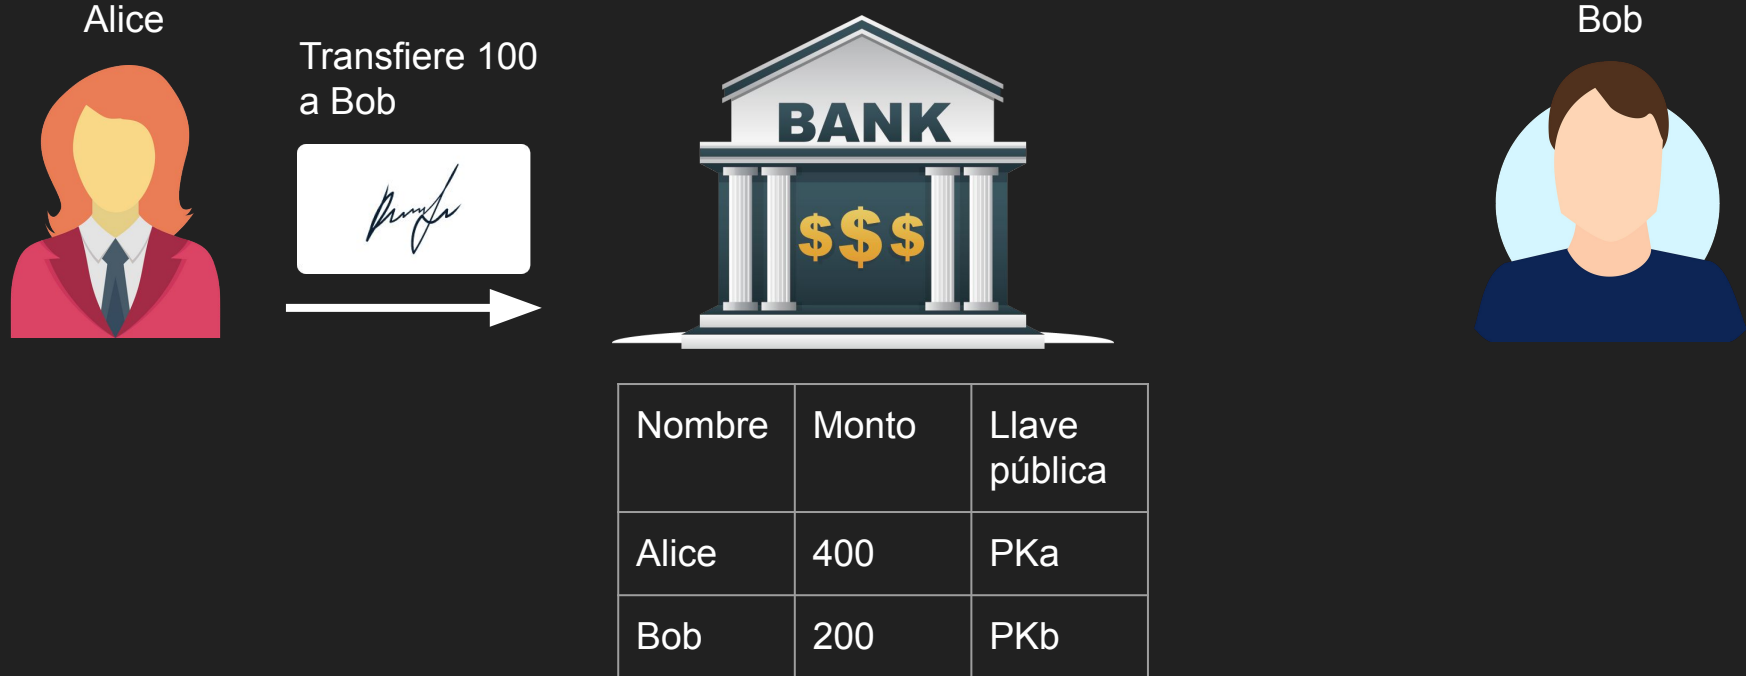 Alice
Transfiere 100
a Bob
BANK
$$$
Bob
Nombre Monto Llave
pública
Alice 400 PKa
Bob 200 PKb